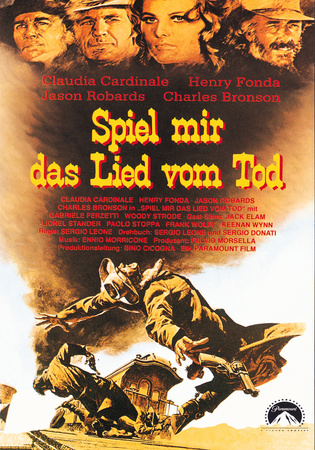 Claudia Cardinale Henry Fonda
Jason Robards Charles Bronson
Spiel mir
das Lied vom Tod
CLAUDIA CARDINALE HENRY FONDA · JASON ROBARDS
CHARLES BRONSON in „SPIEL MIR DAS LIED VOM TOD“ mit
GABRIELE FERZETTI WOODY STRODE · Gast-Stars: JACK ELAM
LIONEL STANDER · PAOLO STOPPA · FRANK WOLFF · KEENAN WYNN
Regie: SERGIO LEONE Drehbuch: SERGIO LEONE und SERGIO DONATI
Musik: ENNIO MORRICONE Produzent: FULVIO MORSELLA
Produktionsleitung: BINO CICOGNA EIN PARAMOUNT FILM
Paramount